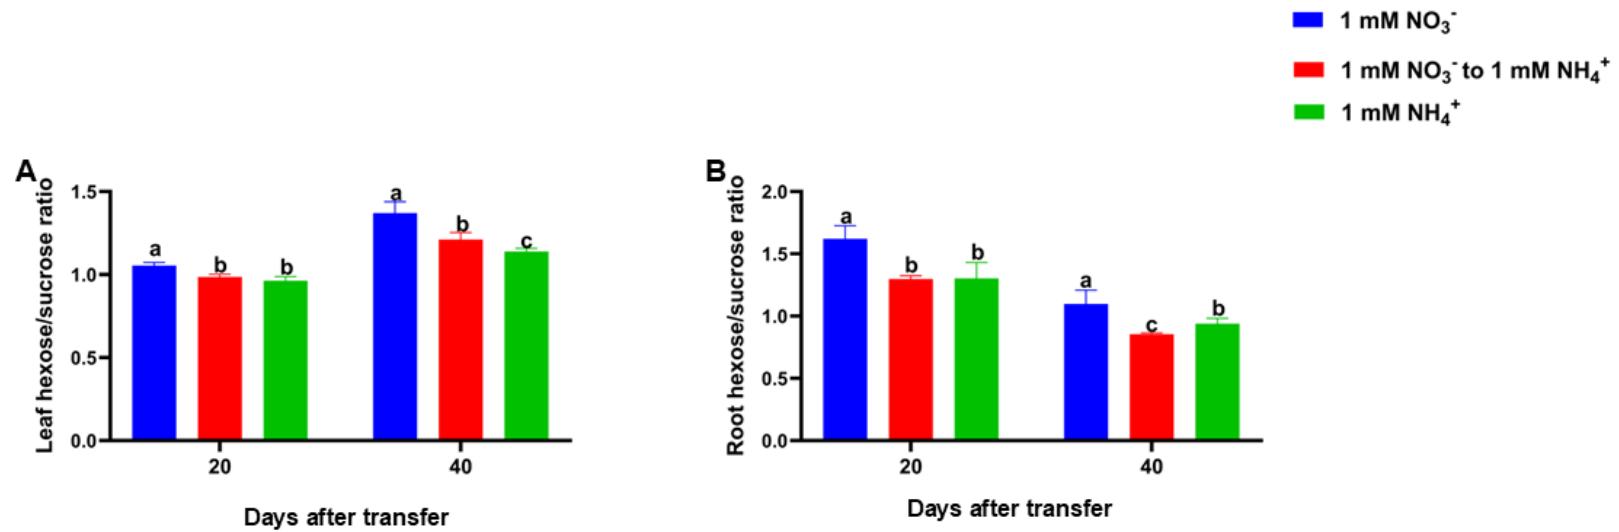 1 mM NO₃⁻
1 mM NO₃⁻ to 1 mM NH₄⁺
1 mM NH₄⁺
A
Leaf hexose/sucrose ratio
1.5
1.0
0.5
0.0
a
b
b
a
b
c
20
40
Days after transfer
B
Root hexose/sucrose ratio
2.0
1.5
1.0
0.5
0.0
a
b
b
a
c
b
20
40
Days after transfer